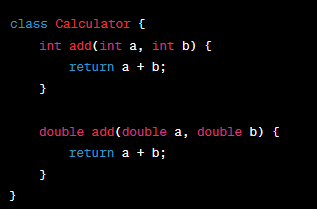 class Calculator {
    int add(int a, int b) {
        return a + b;
    }

    double add(double a, double b) {
        return a + b;
    }
}